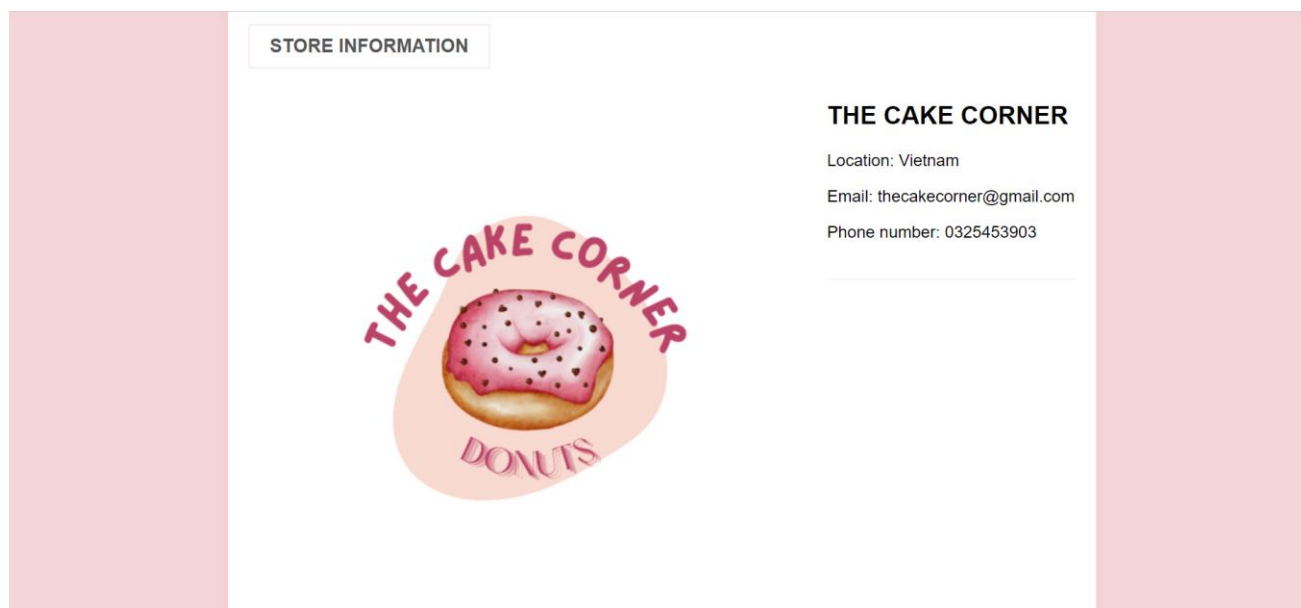 STORE INFORMATION
THE CAKE CORNER
DONUTS
THE CAKE CORNER
Location: Vietnam
Email: thecakecorner@gmail.com
Phone number: 0325453903